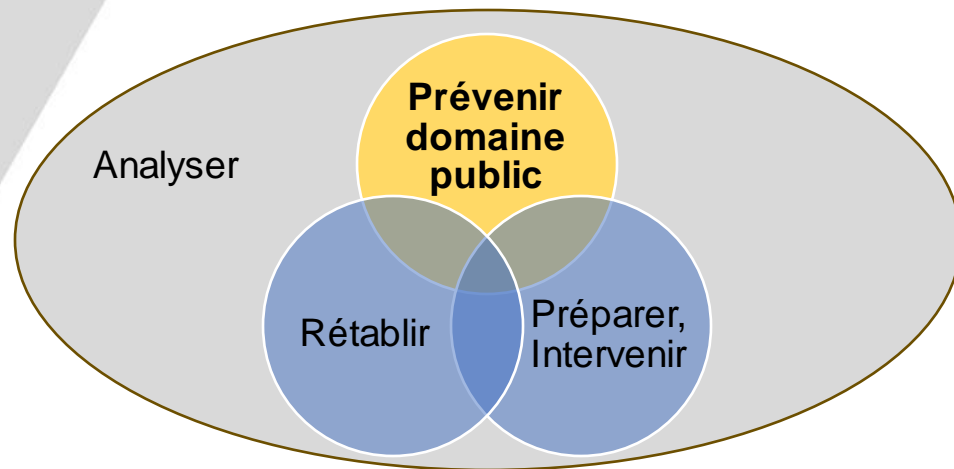 Prévenir
domaine
public
Analyser
Rétablir
Préparer,
Intervenir